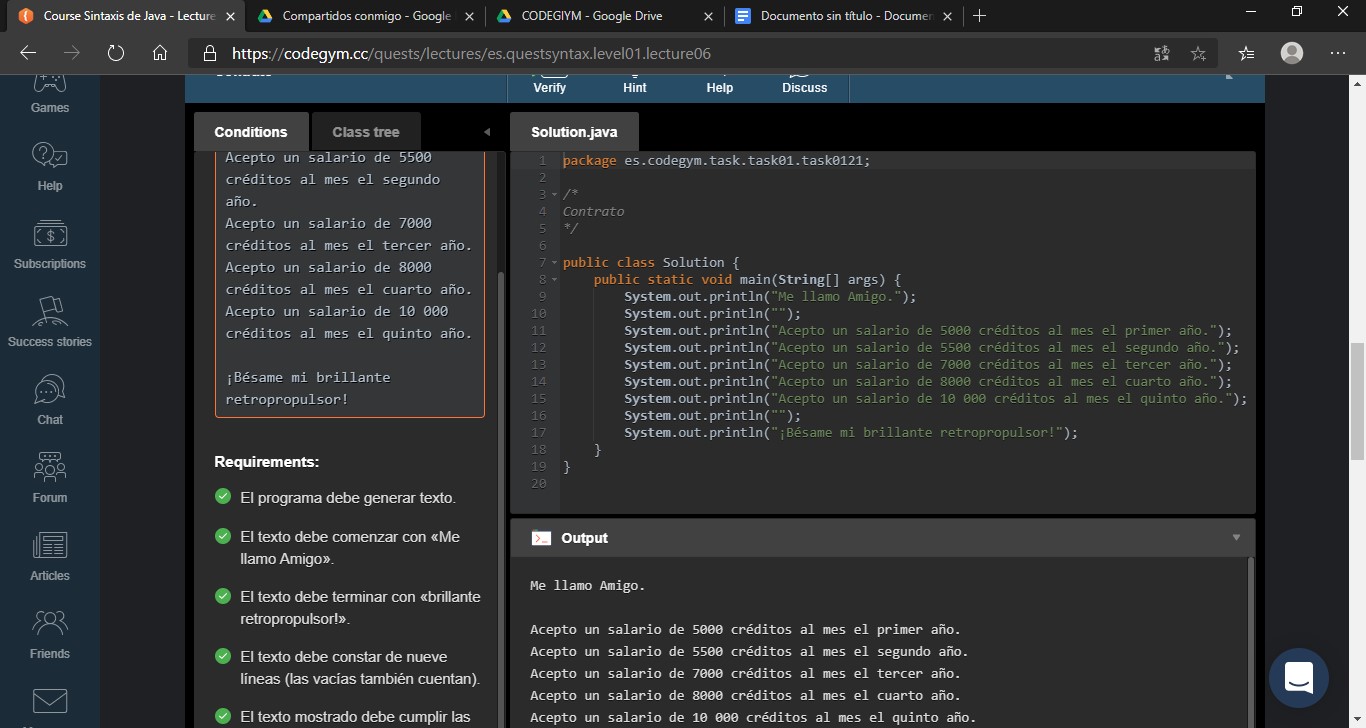 Course Sintaxis de Java - Lecture
Compartidos conmigo - Google
CODEGIYM - Google Drive
Documento sin título - Documen
https://codegym.cc/quests/lectures/es.questsyntax.level01.lecture06
Games
Help
Subscriptions
Success stories
Chat
Forum
Articles
Friends
Verify
Hint
Help
Discuss
Conditions
Class tree
Acepto un salario de 5500
créditos al mes el segundo
año.
Acepto un salario de 7000
créditos al mes el tercer año.
Acepto un salario de 8000
créditos al mes el cuarto año.
Acepto un salario de 10 000
créditos al mes el quinto año.
¡Bésame mi brillante
retropropulsor!
Requirements:
El programa debe generar texto.
El texto debe comenzar con «Me
llamo Amigo».
El texto debe terminar con «brillante
retropropulsor!».
El texto debe constar de nueve
líneas (las vacías también cuentan).
El texto mostrado debe cumplir las
Solution.java
1 package es.codegym.task.task01.task0121;
2
3 /*
4 Contrato
5 */
6
7 public class Solution {
8 public static void main(String[] args) {
9 System.out.println("Me llamo Amigo.");
10 System.out.println("");
11 System.out.println("Acepto un salario de 5000 créditos al mes el primer año.");
12 System.out.println("Acepto un salario de 5500 créditos al mes el segundo año.");
13 System.out.println("Acepto un salario de 7000 créditos al mes el tercer año.");
14 System.out.println("Acepto un salario de 8000 créditos al mes el cuarto año.");
15 System.out.println("Acepto un salario de 10 000 créditos al mes el quinto año.");
16 System.out.println("");
17 System.out.println("¡Bésame mi brillante retropropulsor!");
18 }
19 }
20
Output
Me llamo Amigo.
Acepto un salario de 5000 créditos al mes el primer año.
Acepto un salario de 5500 créditos al mes el segundo año.
Acepto un salario de 7000 créditos al mes el tercer año.
Acepto un salario de 8000 créditos al mes el cuarto año.
Acepto un salario de 10 000 créditos al mes el quinto año.